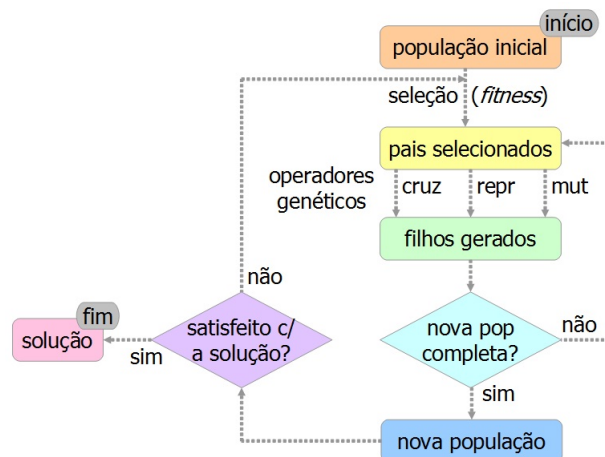 início
população inicial
seleção (fitness)
pais selecionados
operadores
genéticos
cruz
repr
mut
filhos gerados
não
fim
solução
sim
satisfeito c/
a solução?
nova pop
completa?
não
sim
nova população